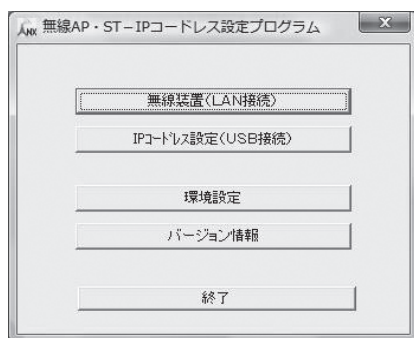 無線AP・ST－IPコードレス設定プログラム
無線装置(LAN接続)
IPｺｰﾄﾞﾚｽ設定(USB接続)
環境設定
バージョン情報
終了